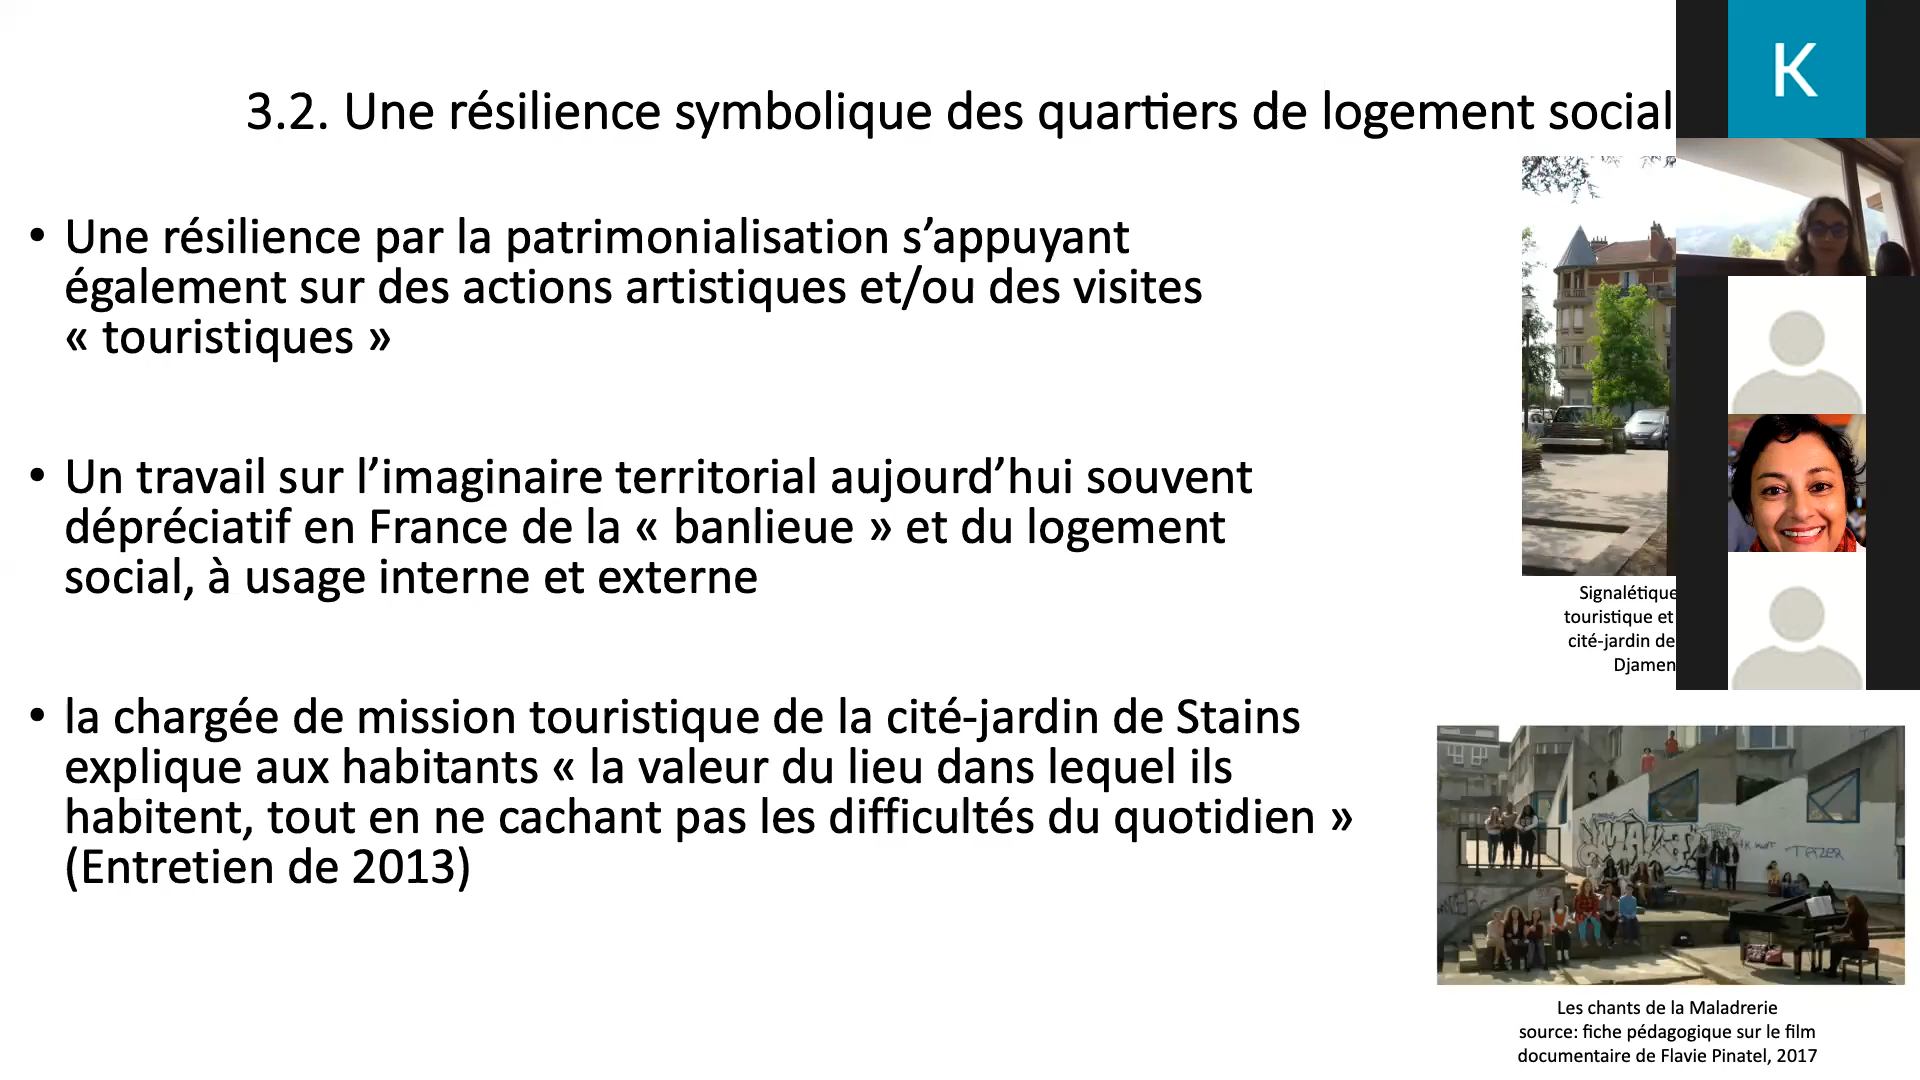 3.2. Une résilience symbolique des quartiers de logement social
K
• Une résilience par la patrimonialisation s’appuyant
également sur des actions artistiques et/ou des visites
« touristiques »
• Un travail sur l’imaginaire territorial aujourd’hui souvent
dépréciatif en France de la « banlieue » et du logement
social, à usage interne et externe
• la chargée de mission touristique de la cité-jardin de Stains
explique aux habitants « la valeur du lieu dans lequel ils
habitent, tout en ne cachant pas les difficultés du quotidien »
(Entretien de 2013)
Signalétique
touristique et
cité-jardin de
Djamen
TRZER
Les chants de la Maladrerie
source: fiche pédagogique sur le film
documentaire de Flavie Pinatel, 2017